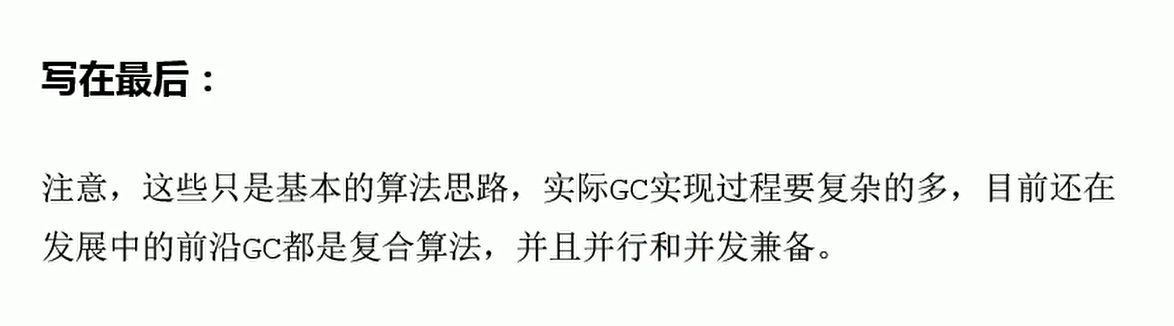 写在最后：
注意，这些只是基本的算法思路，实际GC实现过程要复杂的多，目前还在
发展中的前沿GC都是复合算法，并且并行和并发兼备。